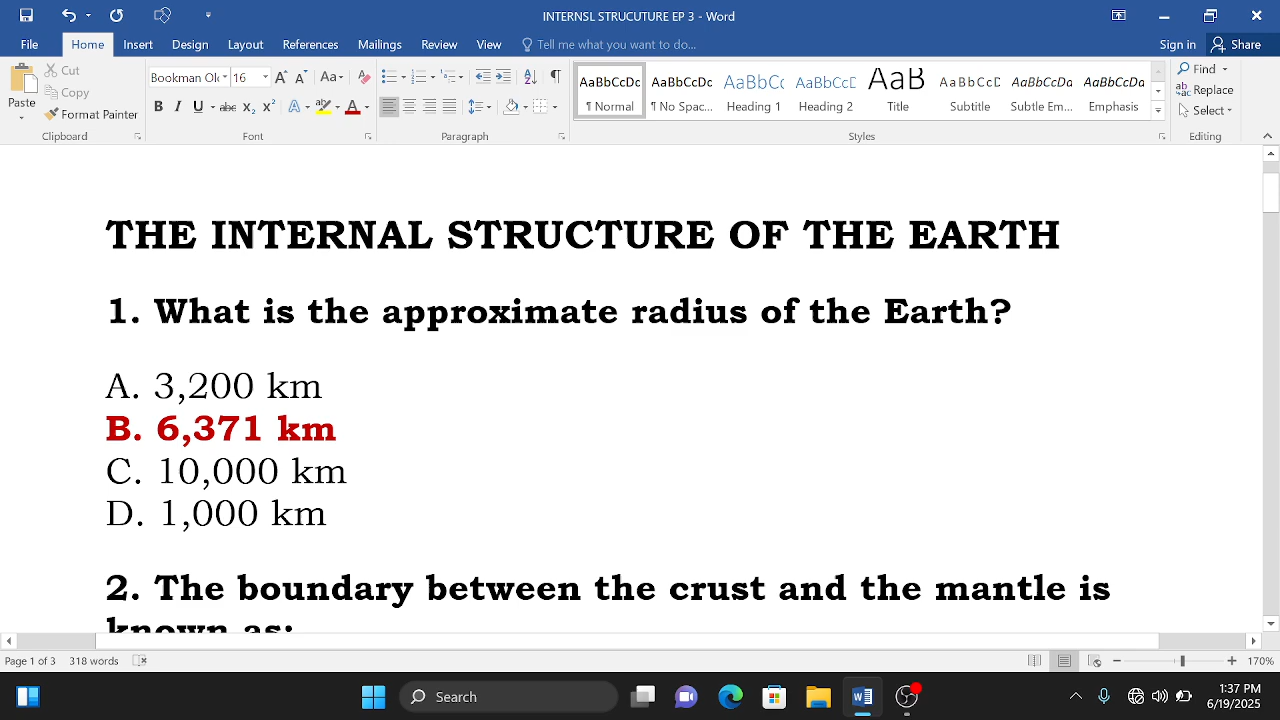 INTERNSL STRUCUTURE EP 3 - Word
File Home Insert Design Layout References Mailings Review View Tell me what you want to do... Sign in Share
Paste
Cut
Copy
Format Painter
Clipboard
Bookman Ol 16
Font
Paragraph
AaBbCcDc AaBbCcDc AaBbCc AaBbCcD AaB AaBbCcD AaBbCcDa AaBbCcDa
¶ Normal ¶ No Spac... Heading 1 Heading 2 Title Subtitle Subtle Em... Emphasis
Styles
Find
Replace
Select
Editing
THE INTERNAL STRUCTURE OF THE EARTH
1. What is the approximate radius of the Earth?
A. 3,200 km
B. 6,371 km
C. 10,000 km
D. 1,000 km
2. The boundary between the crust and the mantle is
known as:
Page 1 of 3 318 words 170%
Search
1:37 PM
6/19/2025